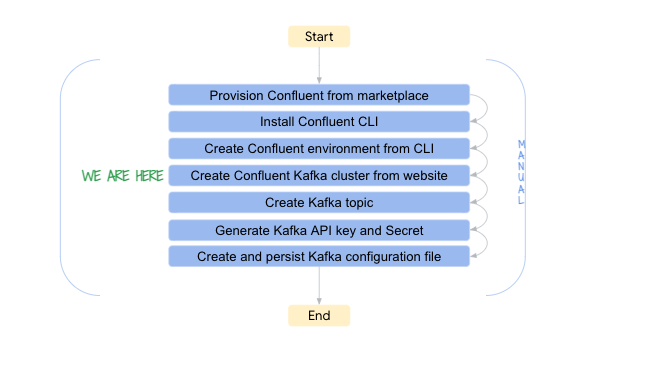 Start
Provision Confluent from marketplace
Install Confluent CLI
Create Confluent environment from CLI
WE ARE HERE
Create Confluent Kafka cluster from website
Create Kafka topic
Generate Kafka API key and Secret
Create and persist Kafka configuration file
MANUAL
End